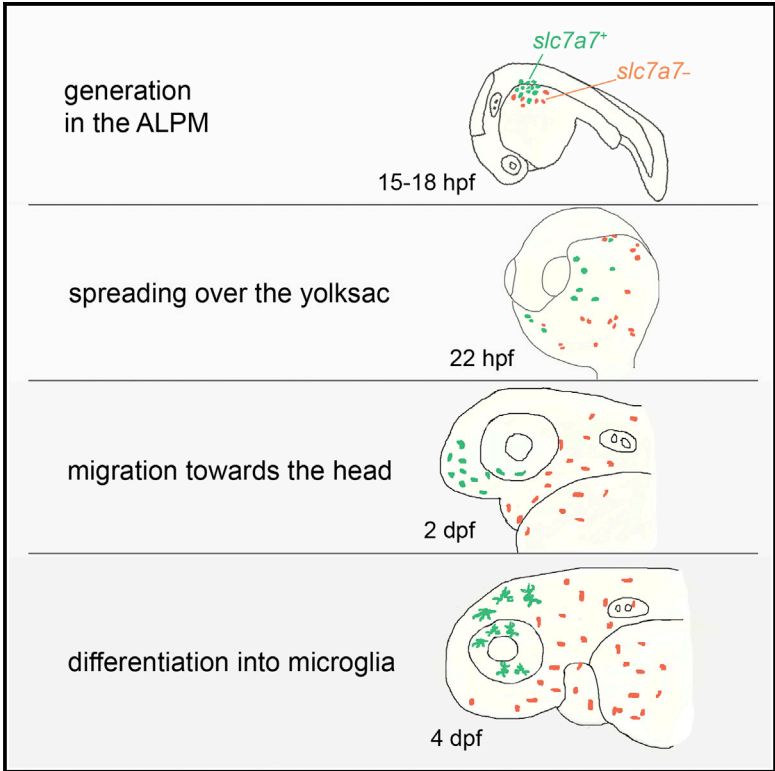 slc7a7+
slc7a7–
generation
in the ALPM
15-18 hpf
spreading over the yolksac
22 hpf
migration towards the head
2 dpf
differentiation into microglia
4 dpf